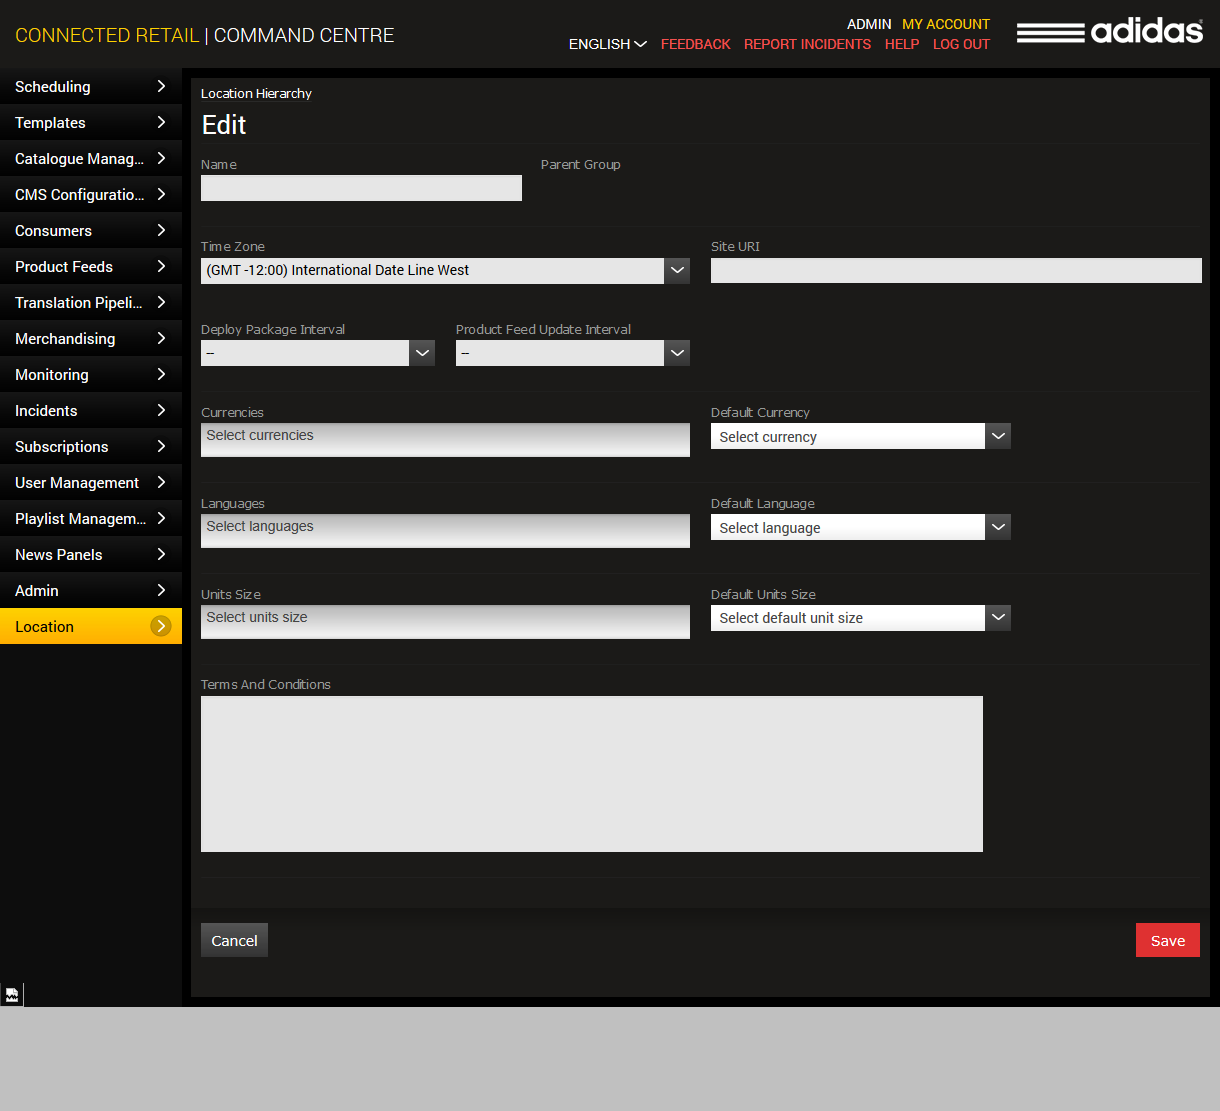 CONNECTED RETAIL | COMMAND CENTRE
ADMIN MY ACCOUNT
ENGLISH FEEDBACK REPORT INCIDENTS HELP LOG OUT
adidas
Scheduling
Templates
Catalogue Manag...
CMS Configuratio...
Consumers
Product Feeds
Translation Pipeli...
Merchandising
Monitoring
Incidents
Subscriptions
User Management
Playlist Managem...
News Panels
Admin
Location
Location Hierarchy
Edit
Name Parent Group
Time Zone Site URI
(GMT -12:00) International Date Line West
Deploy Package Interval Product Feed Update Interval
-- --
Currencies Default Currency
Select currencies Select currency
Languages Default Language
Select languages Select language
Units Size Default Units Size
Select units size Select default unit size
Terms And Conditions
Cancel Save